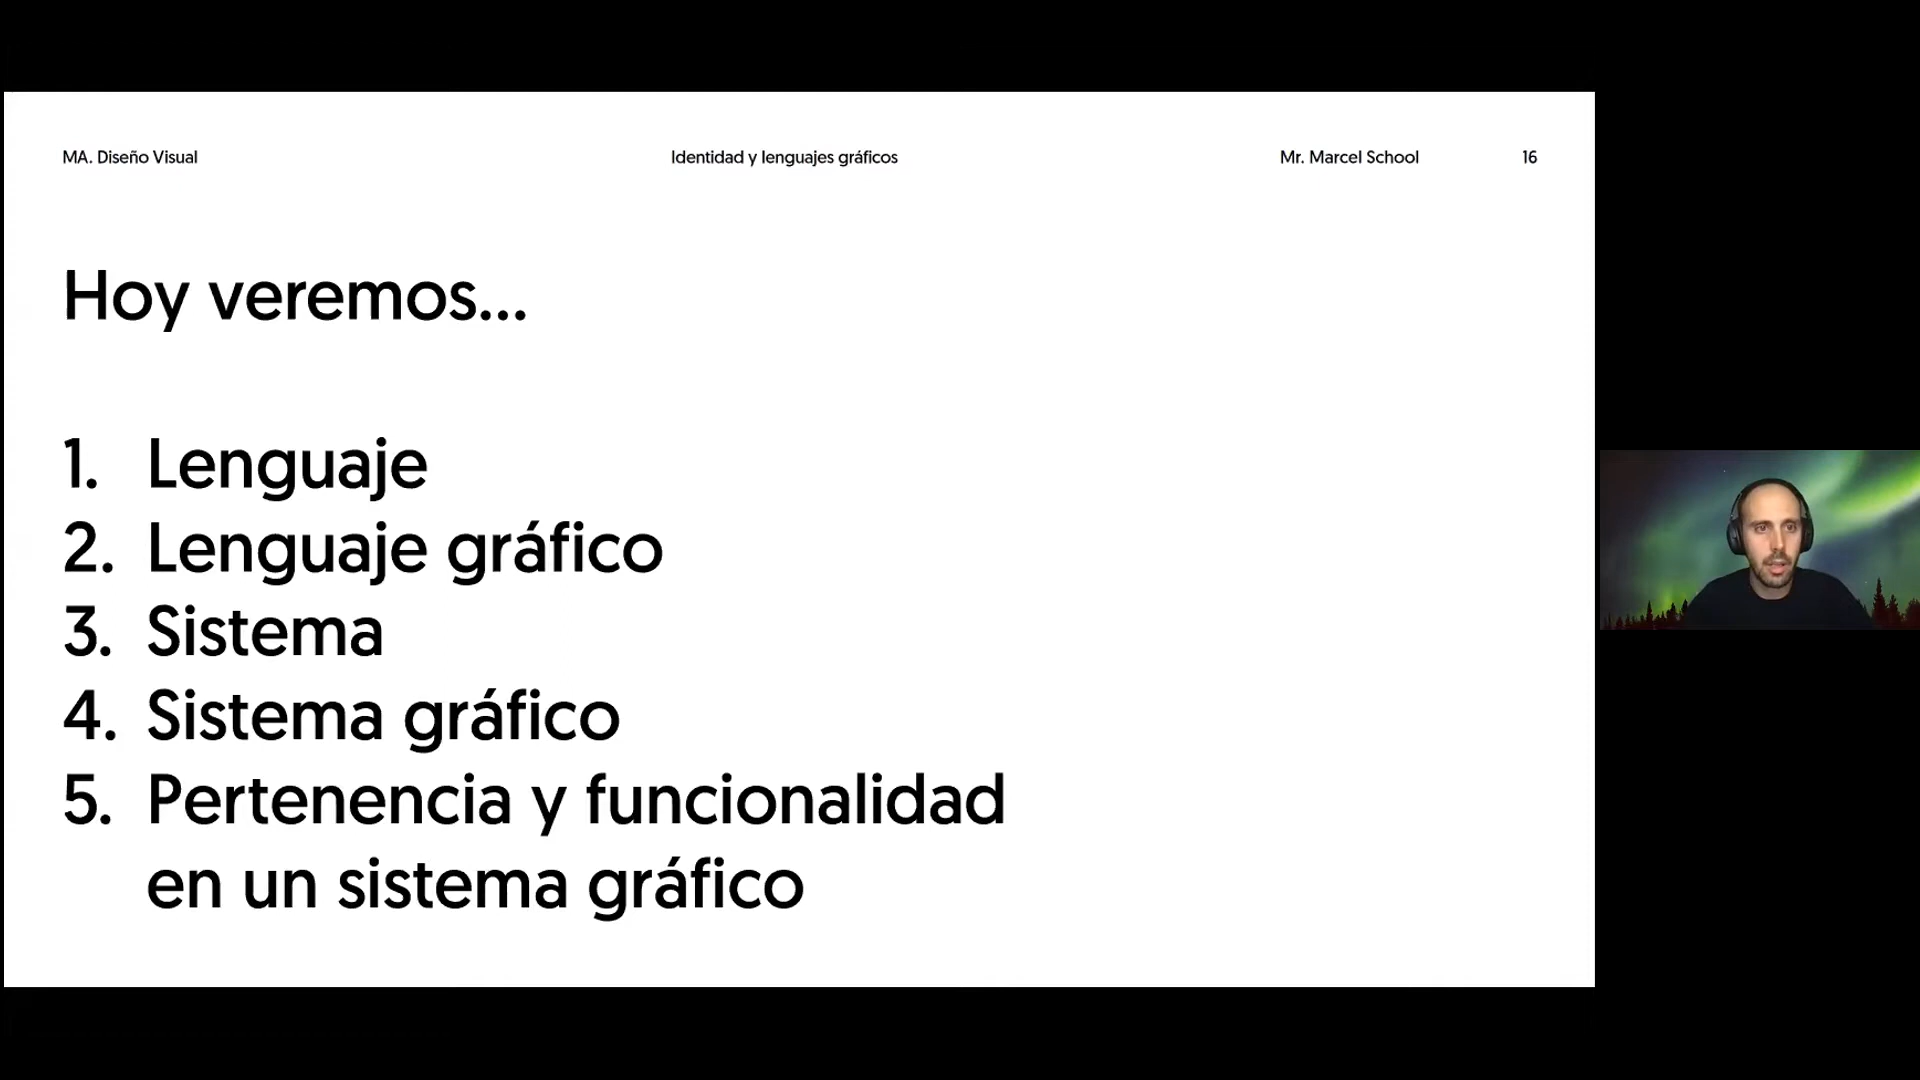 MA. Diseño Visual
Identidad y lenguajes gráficos
Mr. Marcel School
16
Hoy veremos...
1. Lenguaje
2. Lenguaje gráfico
3. Sistema
4. Sistema gráfico
5. Pertenencia y funcionalidad
en un sistema gráfico